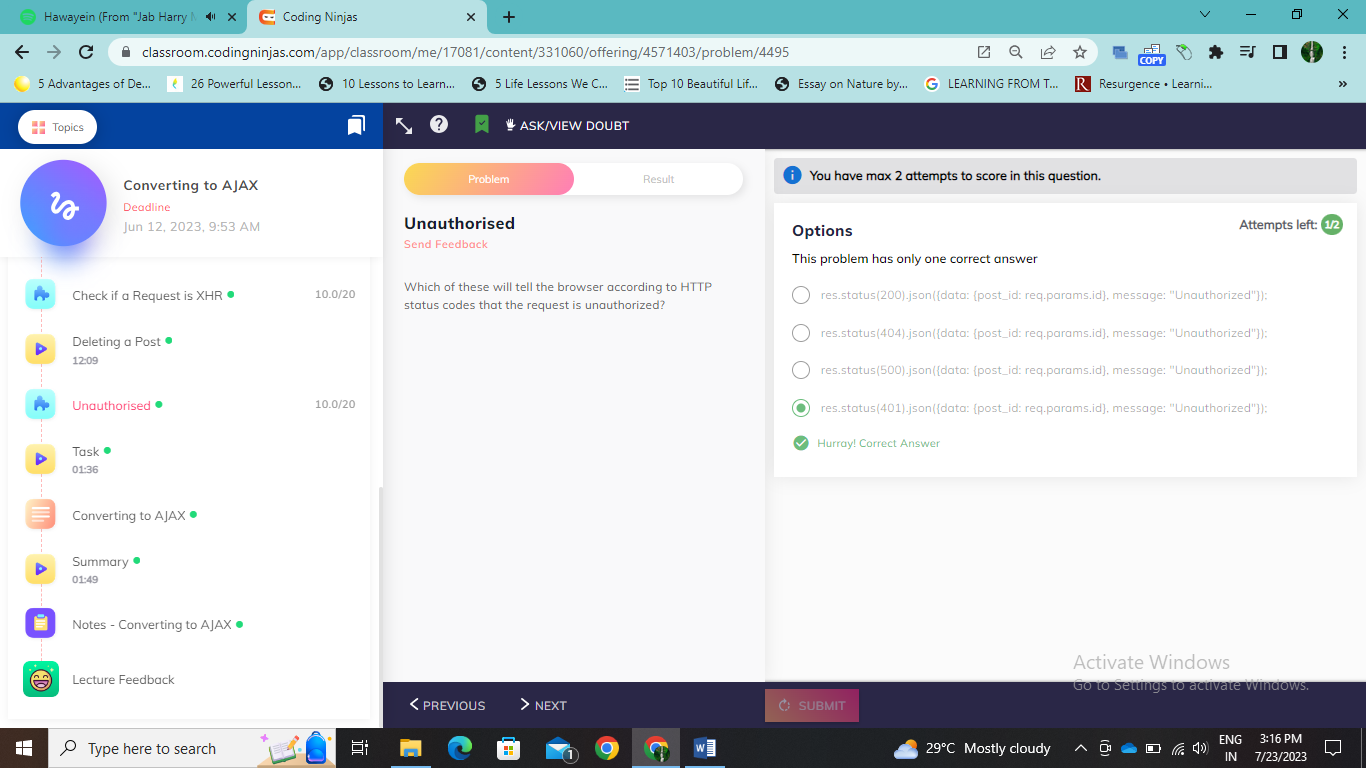 Hawayein (From "Jab Harry
Coding Ninjas
classroom.codingninjas.com/app/classroom/me/17081/content/331060/offering/4571403/problem/4495
COPY
5 Advantages of De...
26 Powerful Lesson...
10 Lessons to Learn...
5 Life Lessons We C...
Top 10 Beautiful Lif...
Essay on Nature by...
LEARNING FROM T...
R
Resurgence • Learni...
»
Topics
ASK/VIEW DOUBT
Converting to AJAX
Deadline
Jun 12, 2023, 9:53 AM
Check if a Request is XHR
10.0/20
Deleting a Post
12:09
Unauthorised
10.0/20
Task
01:36
Converting to AJAX
Summary
01:49
Notes - Converting to AJAX
Lecture Feedback
Problem
Result
Unauthorised
Send Feedback
Which of these will tell the browser according to HTTP
status codes that the request is unauthorized?
You have max 2 attempts to score in this question.
Options
Attempts left: 1/2
This problem has only one correct answer
res.status(200).json({data: {post_id: req.params.id}, message: "Unauthorized"});
res.status(404).json({data: {post_id: req.params.id}, message: "Unauthorized"});
res.status(500).json({data: {post_id: req.params.id}, message: "Unauthorized"});
res.status(401).json({data: {post_id: req.params.id}, message: "Unauthorized"});
Hurray! Correct Answer
Activate Windows
Go to Settings to activate Windows.
PREVIOUS
NEXT
SUBMIT
Type here to search
1
29°C Mostly cloudy
ENG
IN
3:16 PM
7/23/2023